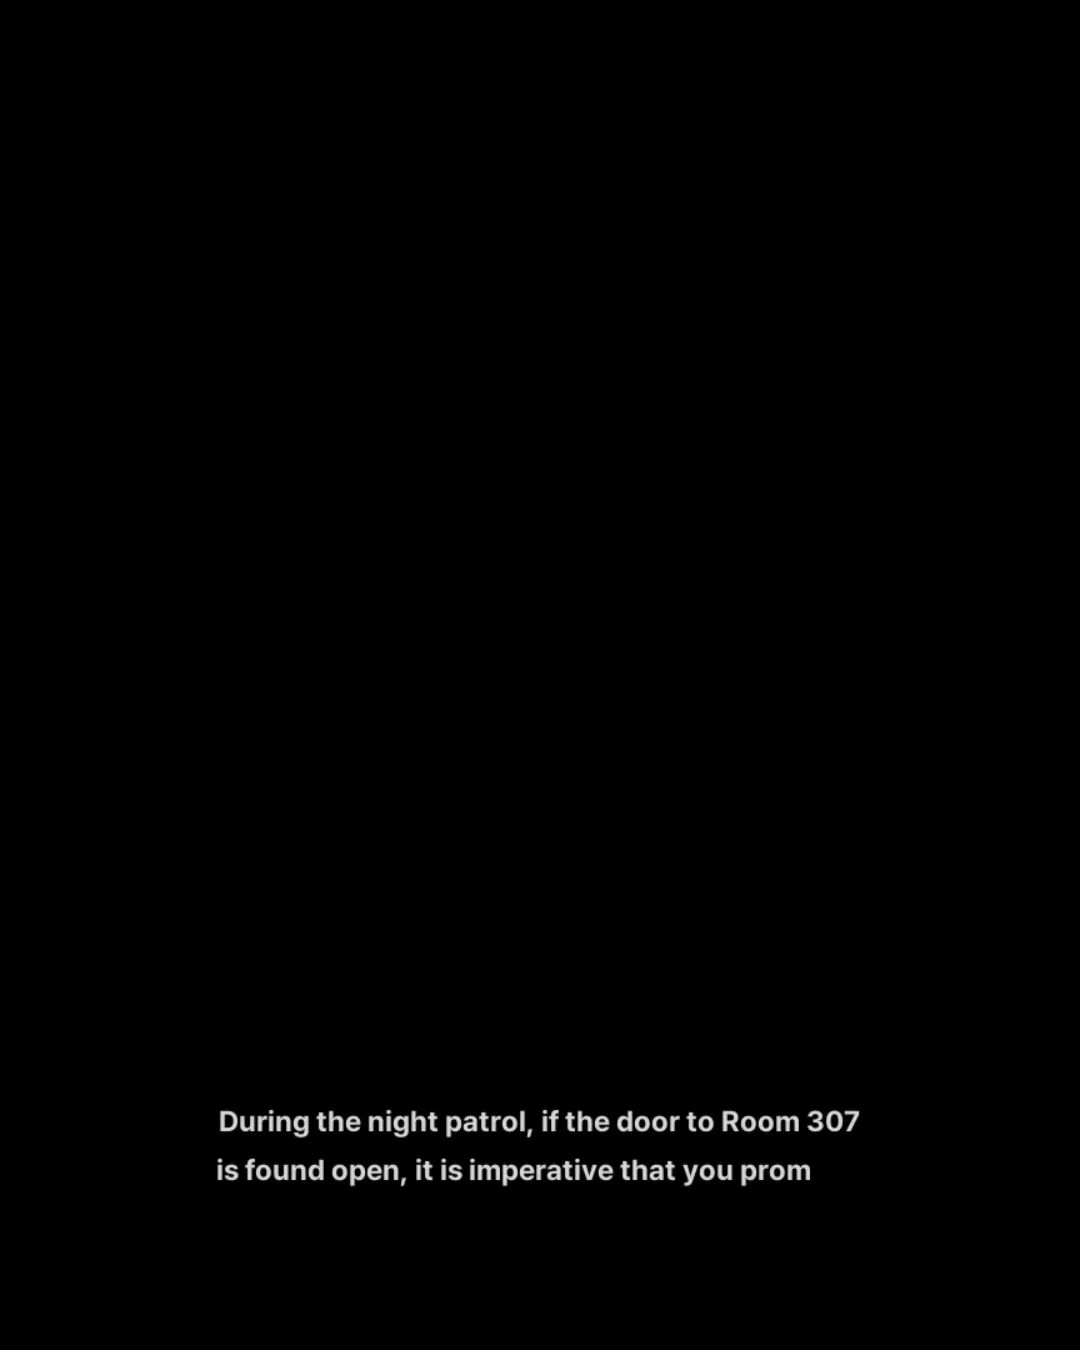 During the night patrol, if the door to Room 307
is found open, it is imperative that you prom